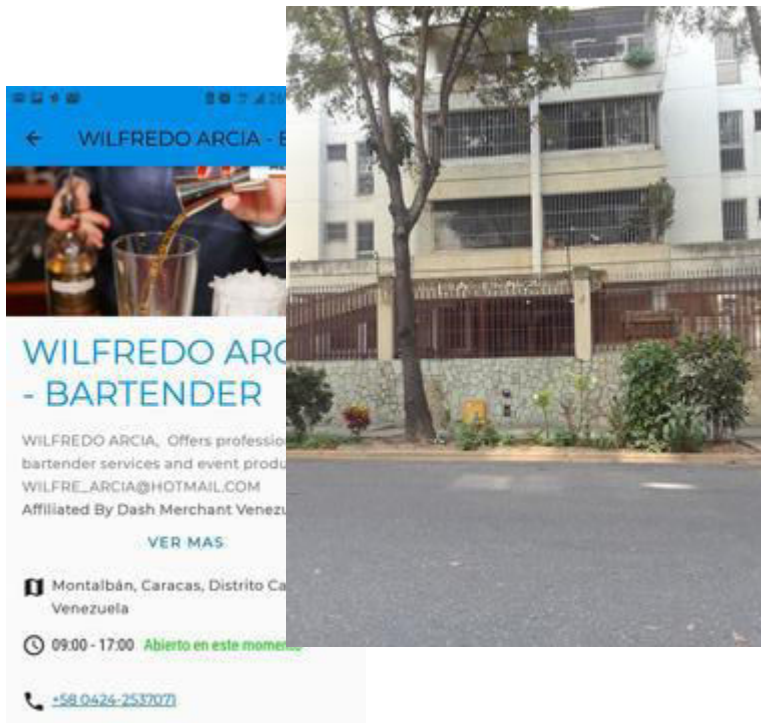 WILFREDO ARCIA - E
WILFREDO ARC
- BARTENDER
WILFREDO ARCIA, Offers professio
bartender services and event produ
WILFRE_ARCIA@HOTMAIL.COM
Affiliated By Dash Merchant Venezu
VER MAS
Montalbán, Caracas, Distrito Ca
Venezuela
09:00 - 17:00 Abierto en este momento
+58 0424-2537071